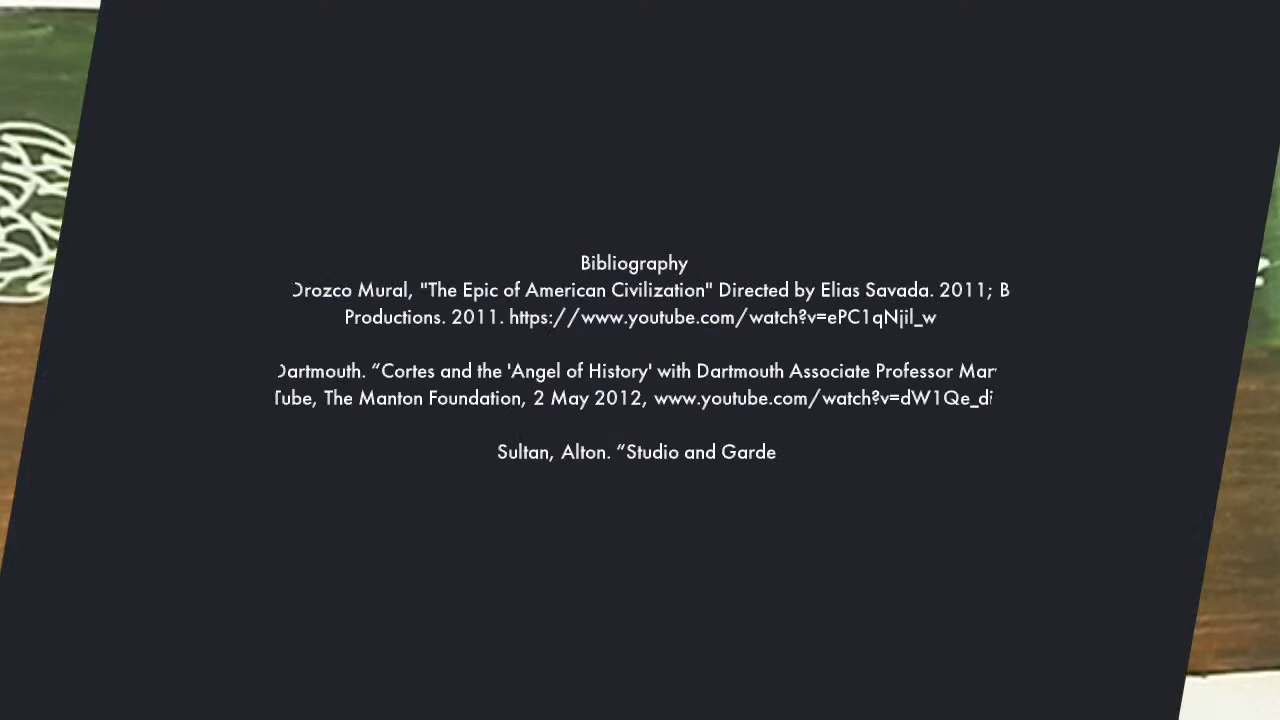 Bibliography
Orozco Mural, "The Epic of American Civilization" Directed by Elias Savada. 2011; B
Productions. 2011. https://www.youtube.com/watch?v=ePC1qNjil_w
Dartmouth. “Cortes and the 'Angel of History' with Dartmouth Associate Professor Mar
Tube, The Manton Foundation, 2 May 2012, www.youtube.com/watch?v=dW1Qe_di
Sultan, Alton. “Studio and Garde